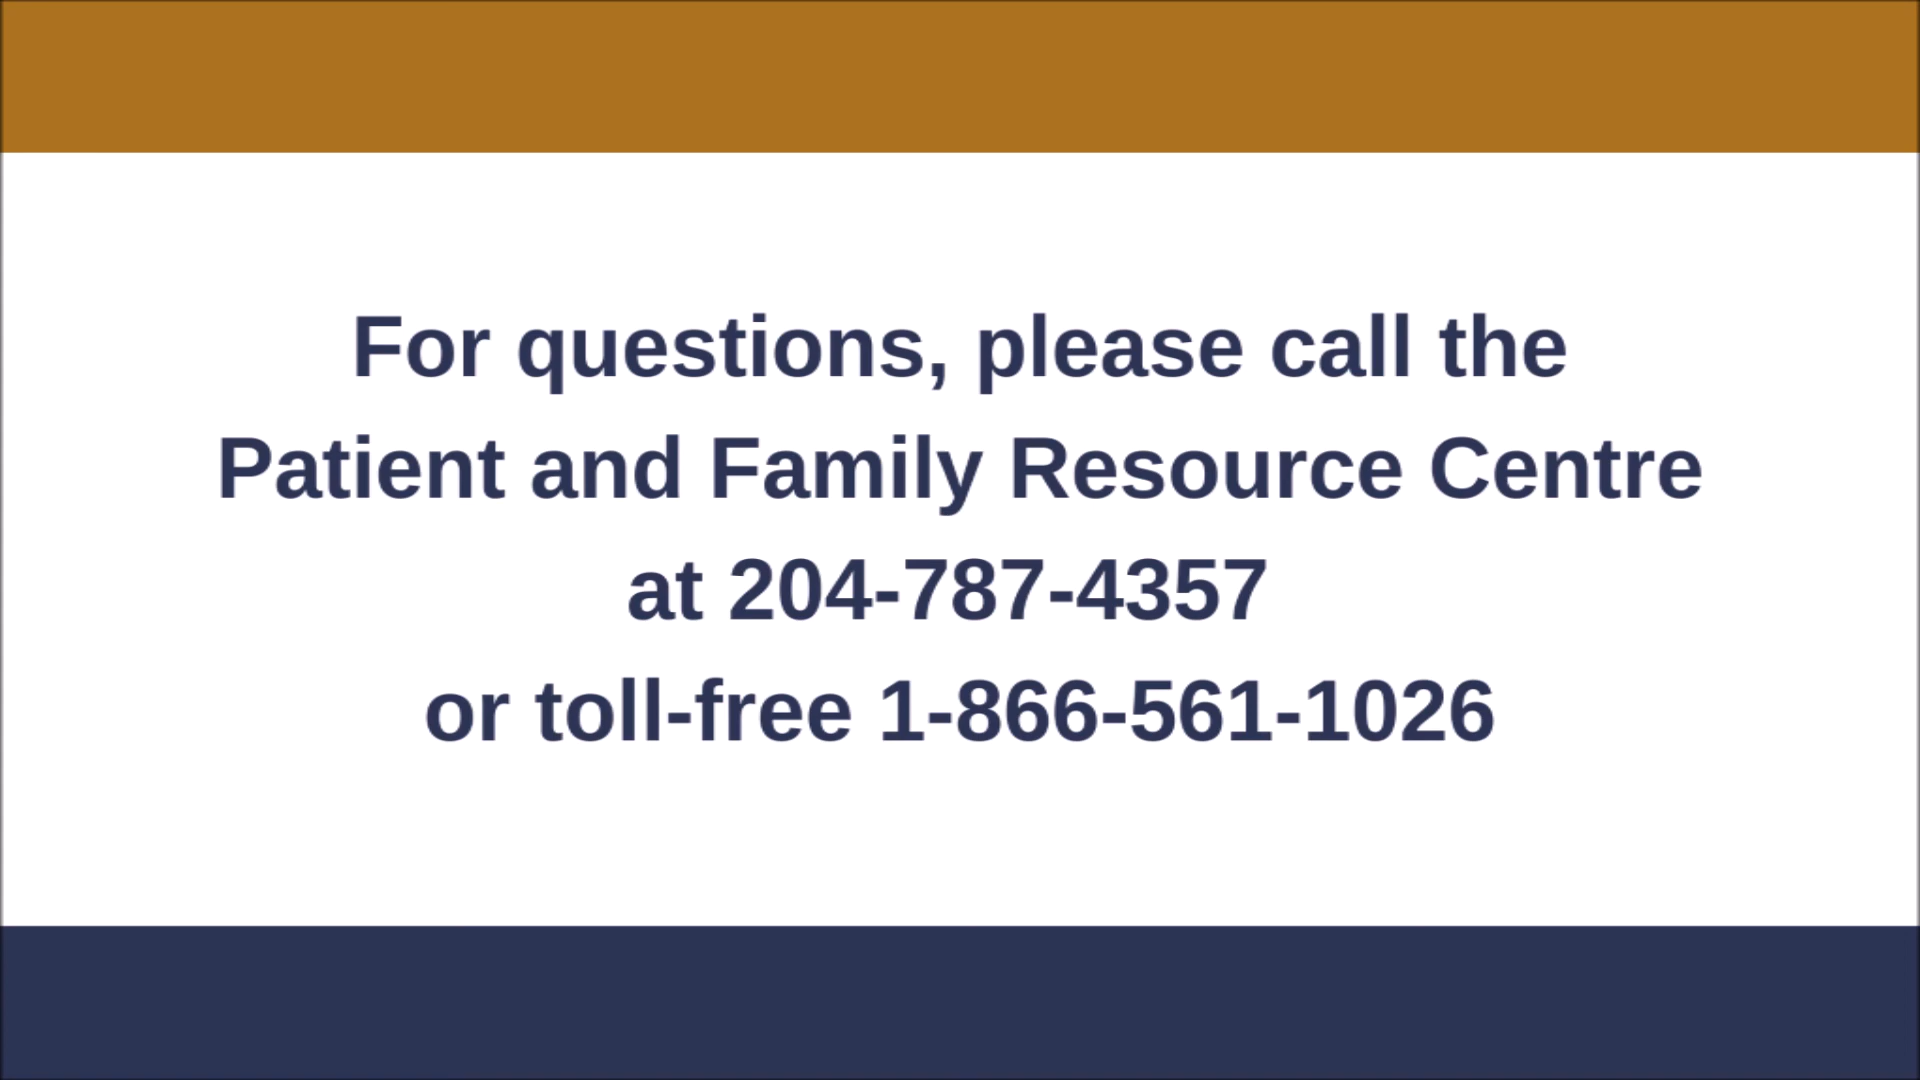 For questions, please call the
Patient and Family Resource Centre
at 204-787-4357
or toll-free 1-866-561-1026